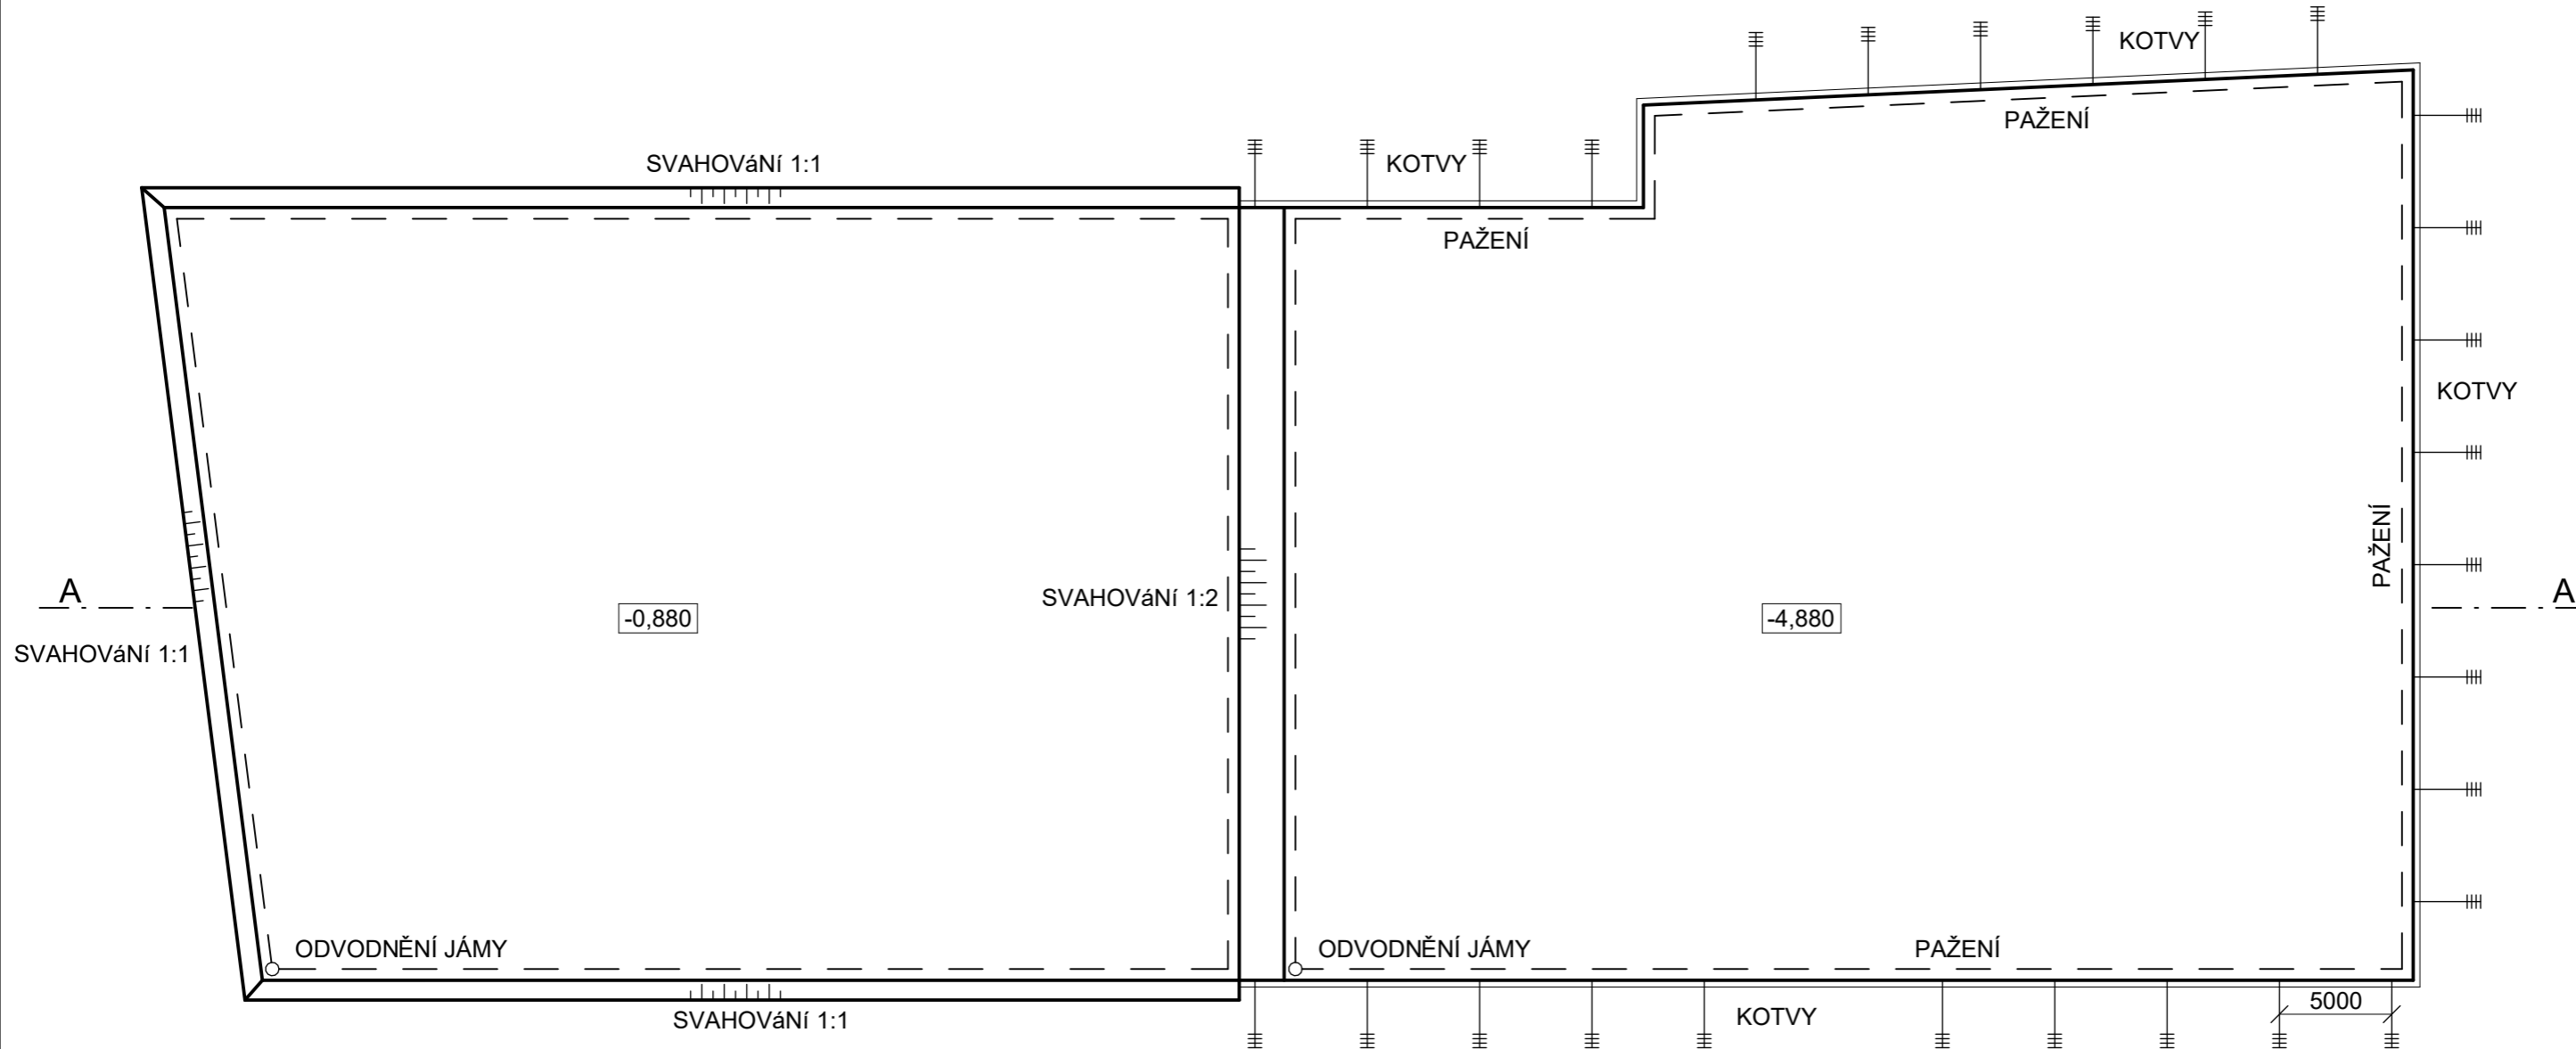 KOTVY
PAŽENÍ
SVAHOVáNÍ 1:1
KOTVY
PAŽENÍ
KOTVY
PAŽENÍ
A
SVAHOVáNÍ 1:2
-0,880
-4,880
A
SVAHOVáNÍ 1:1
ODVODNĚNÍ JÁMY
ODVODNĚNÍ JÁMY
PAŽENÍ
SVAHOVáNÍ 1:1
KOTVY
5000